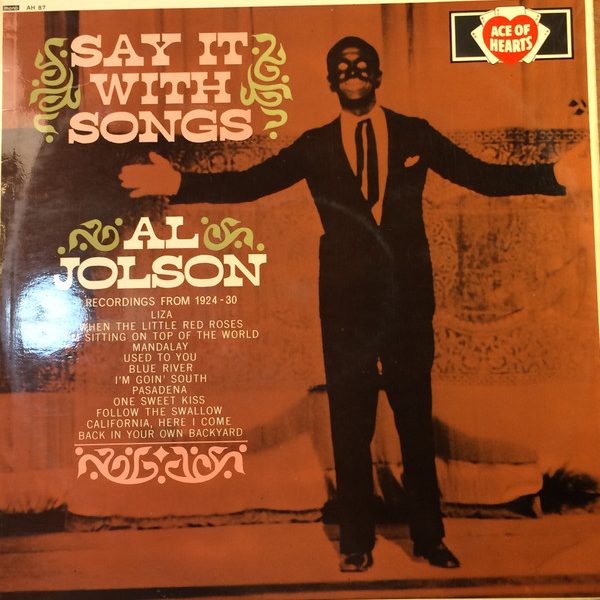 mono AH 87
ACE OF
HEARTS
SAY IT
WITH
SONGS
AL
JOLSON
RECORDINGS FROM 1924-30
LIZA
WHEN THE LITTLE RED ROSES
SITTING ON TOP OF THE WORLD
MANDALAY
USED TO YOU
BLUE RIVER
I'M GOIN' SOUTH
PASADENA
ONE SWEET KISS
FOLLOW THE SWALLOW
CALIFORNIA, HERE I COME
BACK IN YOUR OWN BACKYARD